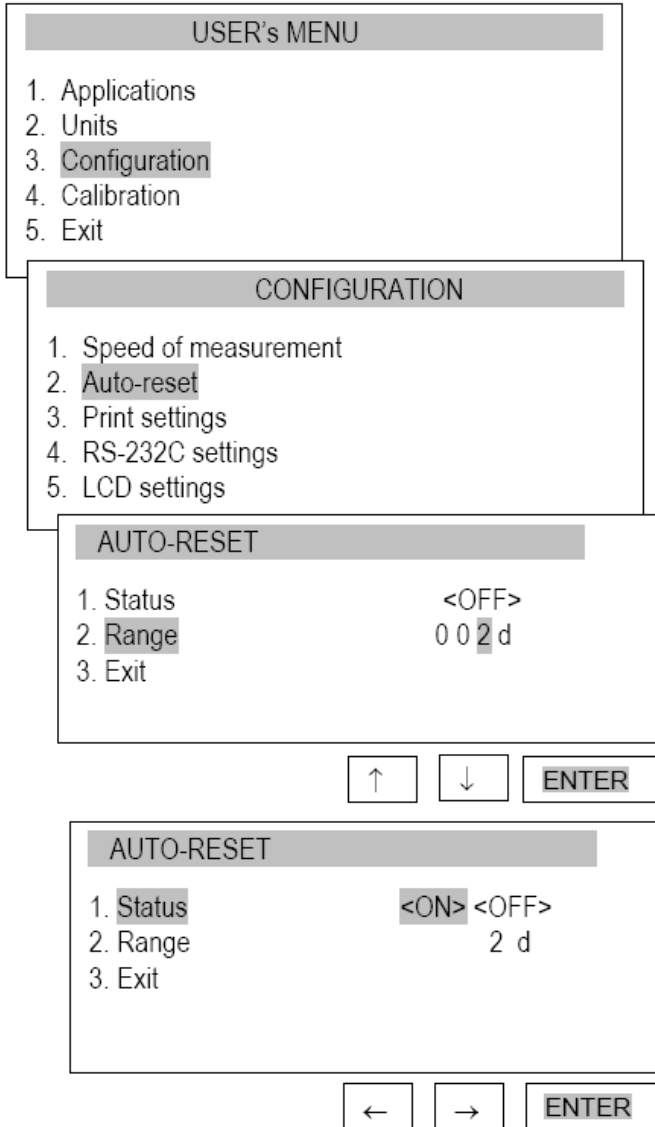 USER's MENU
1. Applications
2. Units
3. Configuration
4. Calibration
5. Exit
CONFIGURATION
1. Speed of measurement
2. Auto-reset
3. Print settings
4. RS-232C settings
5. LCD settings
AUTO-RESET
1. Status <OFF>
2. Range 0 0 2 d
3. Exit
↑ ↓ ENTER
AUTO-RESET
1. Status <ON> <OFF>
2. Range 2 d
3. Exit
← → ENTER